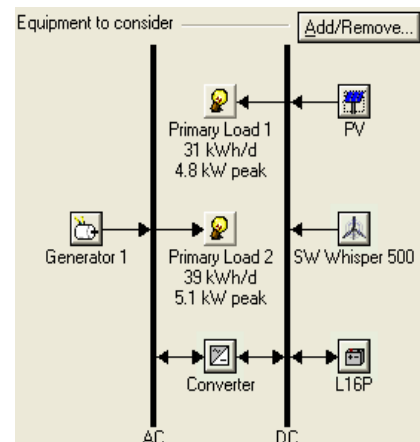 Equipment to consider
Add/Remove...
Primary Load 1
31 kWh/d
4.8 kW peak
PV
Generator 1
Primary Load 2
39 kWh/d
5.1 kW peak
SW Whisper 500
Converter
L16P
AC
DC